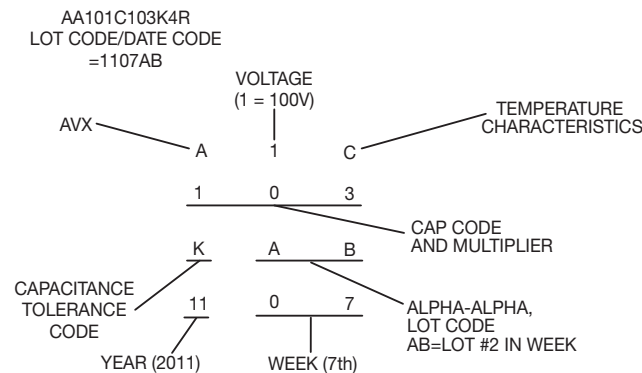 AA101C103K4R
LOT CODE/DATE CODE
=1107AB
VOLTAGE
(1 = 100V)
AVX
TEMPERATURE
CHARACTERISTICS
A 1 C
1 0 3
CAP CODE
AND MULTIPLIER
K A B
CAPACITANCE
TOLERANCE
CODE
11 0 7
ALPHA-ALPHA,
LOT CODE
AB=LOT #2 IN WEEK
YEAR (2011)
WEEK (7th)